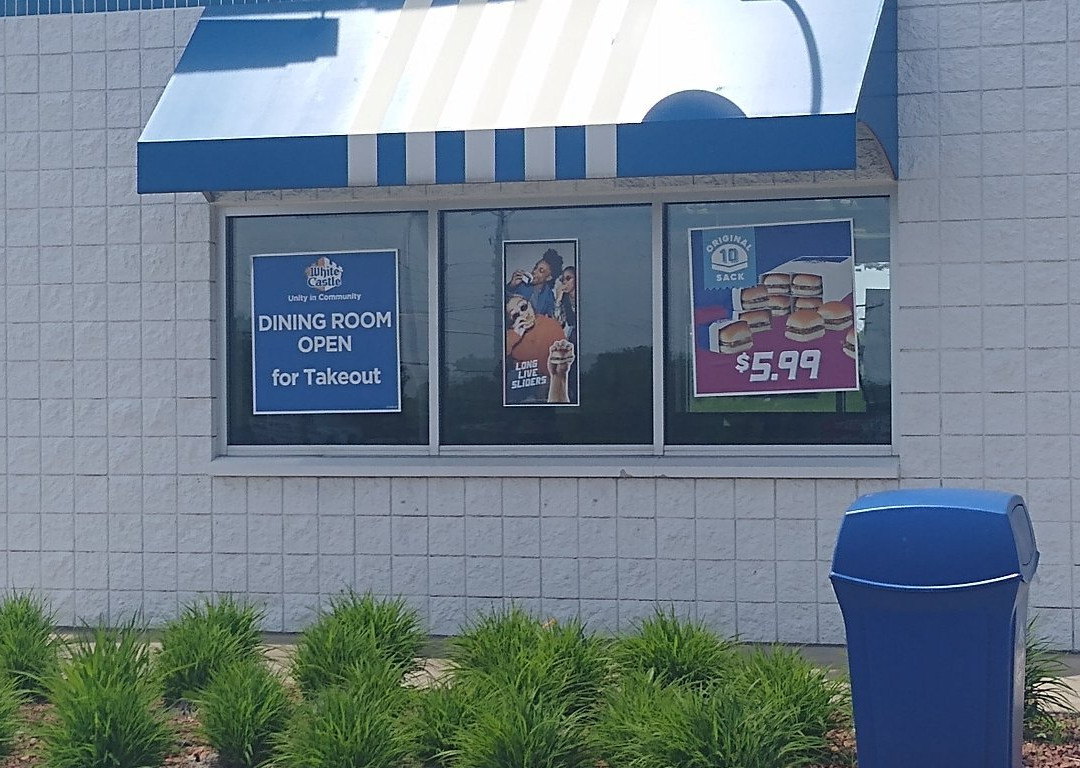 White
Castle
Unity in Community
DINING ROOM
OPEN
for Takeout
LONG
LIVE
SLIDERS
ORIGINAL
10
SACK
$5.99